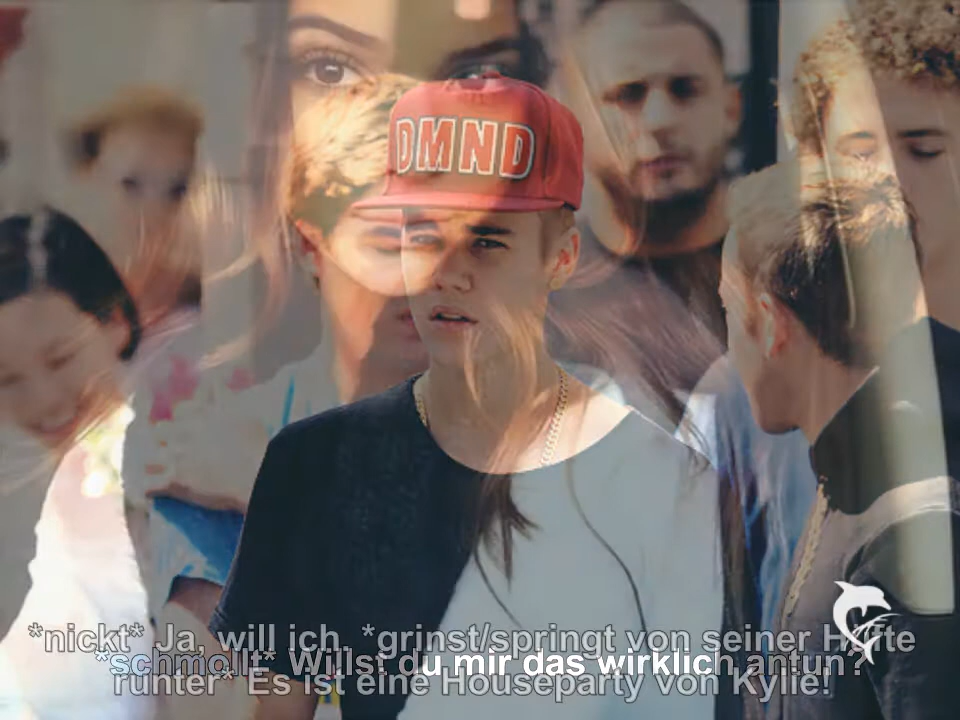 DMND
*nickt* Ja, will ich. *grinst/springt von seiner Hüfte
*schmollt* Willst du mir das wirklich antun?
runter* Es ist eine Houseparty von Kylie!